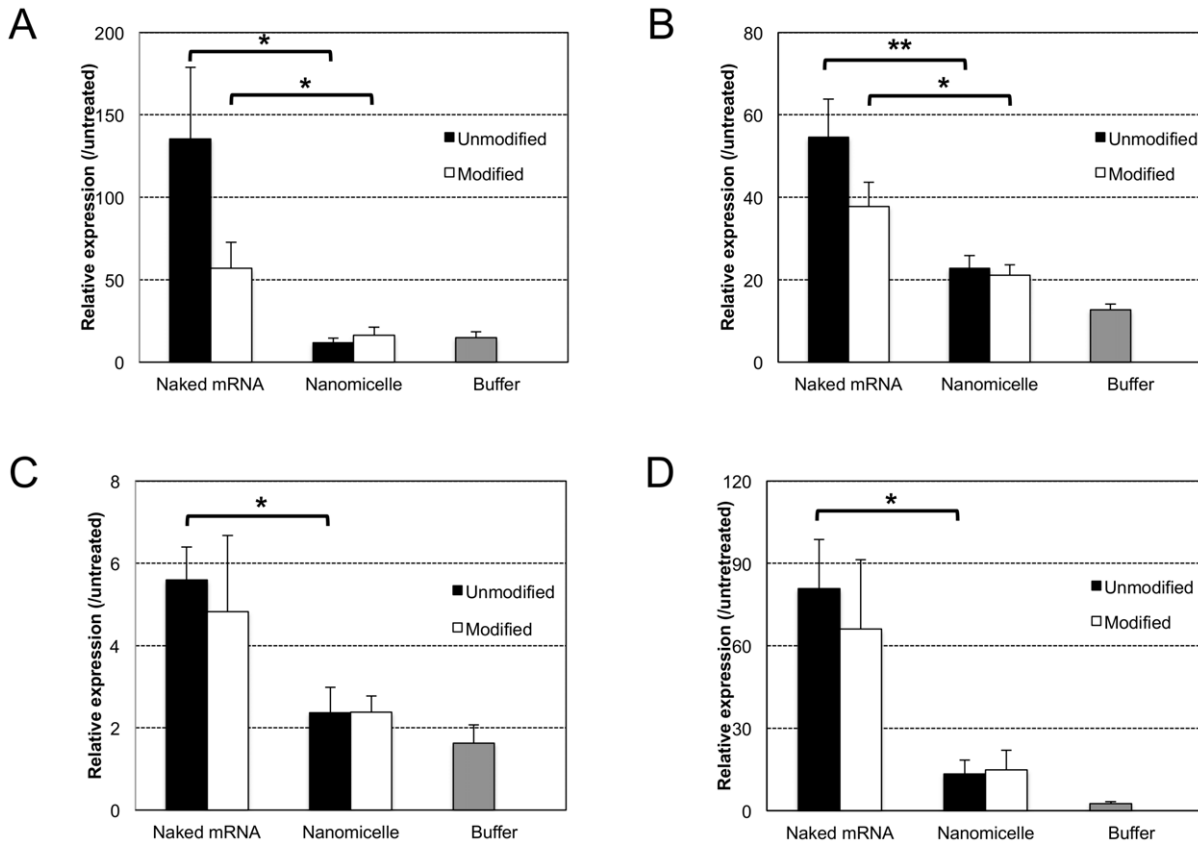 A
Relative expression (/untreated)
200
150
100
50
0
*
*
Unmodified
Modified
Naked mRNA Nanomicelle Buffer
B
Relative expression (/untreated)
80
60
40
20
0
**
*
Unmodified
Modified
Naked mRNA Nanomicelle Buffer
C
Relative expression (/untreated)
8
6
4
2
0
*
Unmodified
Modified
Naked mRNA Nanomicelle Buffer
D
Relative expression (/untretreated)
120
90
60
30
0
*
Unmodified
Modified
Naked mRNA Nanomicelle Buffer